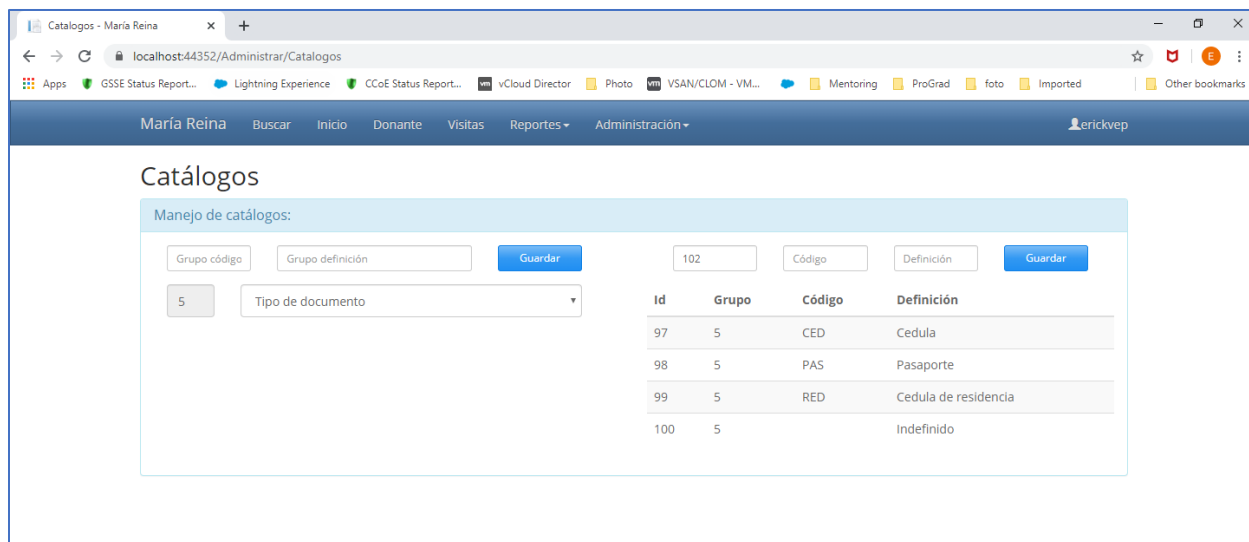 Catalogos - María Reina
localhost:44352/Administrar/Catalogos
Apps GSSE Status Report... Lightning Experience CCoE Status Report... vm vCloud Director Photo vm VSAN/CLOM - VM... Mentoring ProGrad foto Imported Other bookmarks
María Reina Buscar Inicio Donante Visitas Reportes Administración erickvep
Catálogos
Manejo de catálogos:
Grupo código Grupo definición Guardar 102 Código Definición Guardar
5 Tipo de documento
Id Grupo Código Definición
97 5 CED Cedula
98 5 PAS Pasaporte
99 5 RED Cedula de residencia
100 5 Indefinido